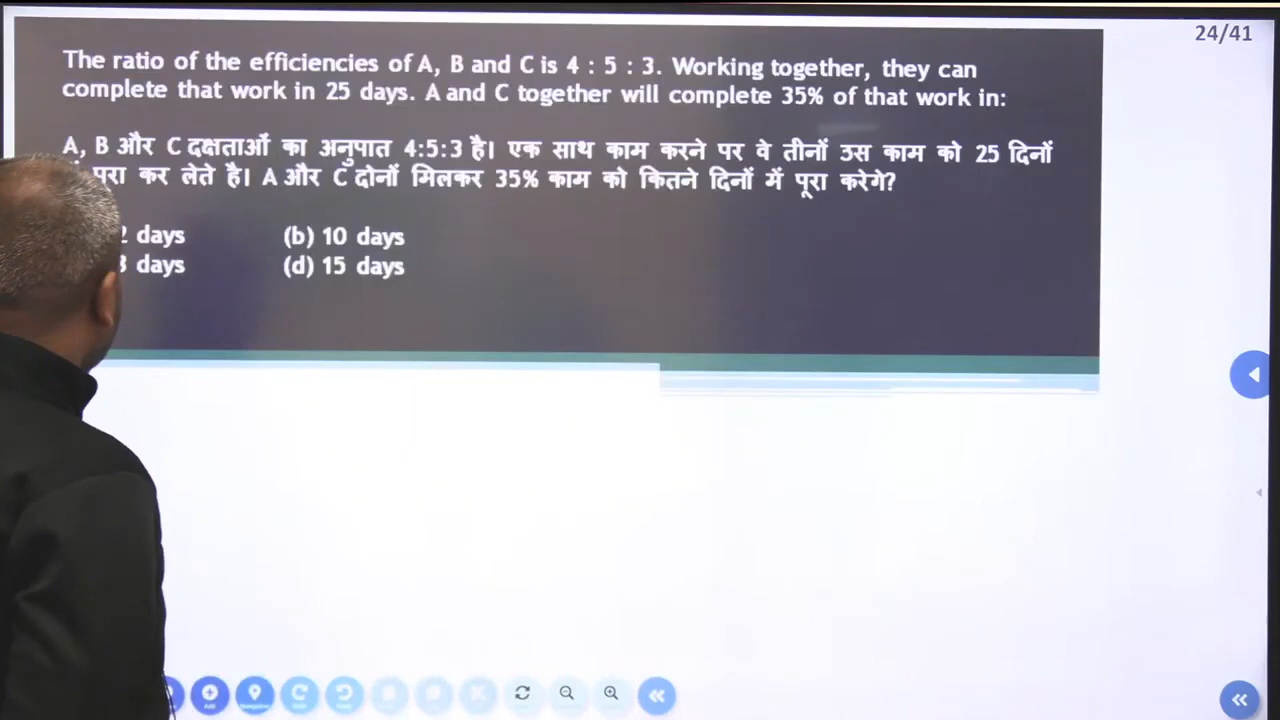 24/41
The ratio of the efficiencies of A, B and C is 4 : 5 : 3. Working together, they can
complete that work in 25 days. A and C together will complete 35% of that work in:
A, B और C दक्षताओं का अनुपात 4:5:3 है। एक साथ काम करने पर वे तीनों उस काम को 25 दिनों
पूरा कर लेते है। A और C दोनों मिलकर 35% काम को कितने दिनों में पूरा करेगे?
2 days (b) 10 days
days (d) 15 days
Add